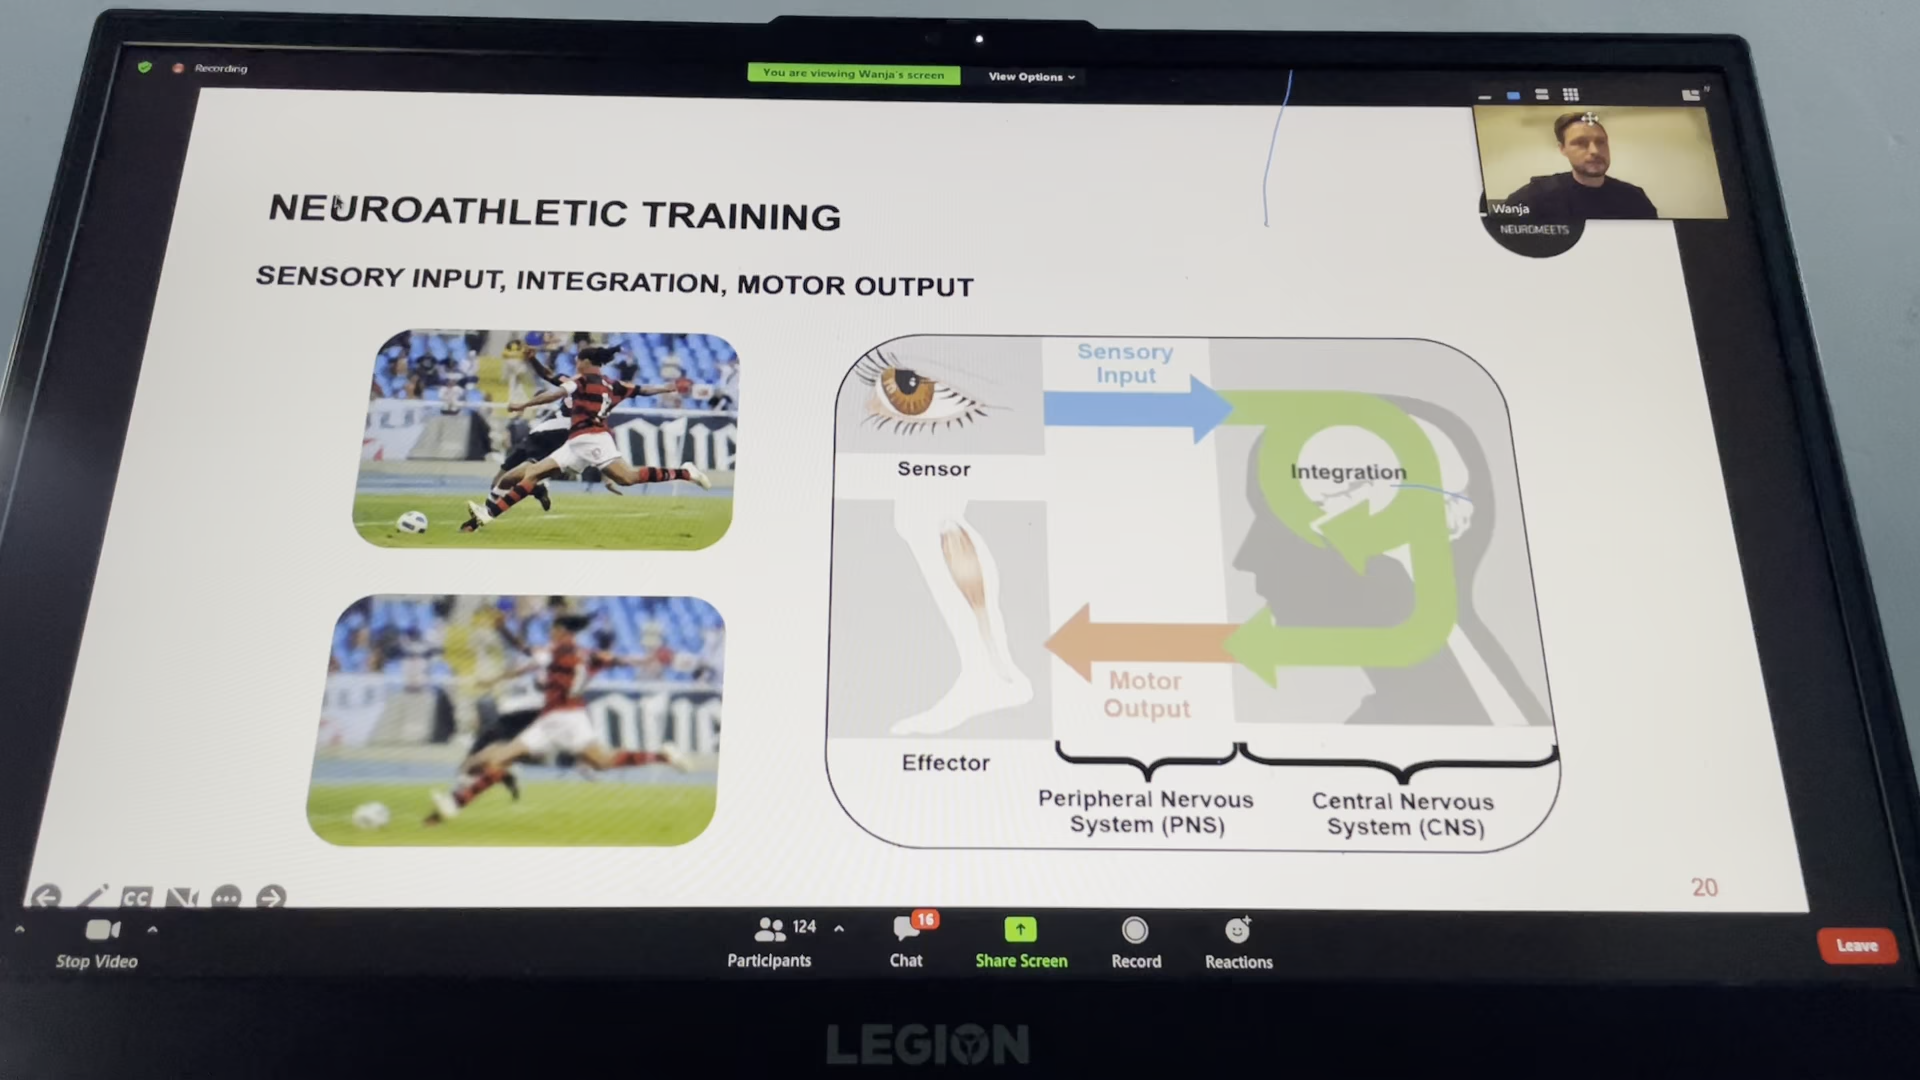 Recording
You are viewing Wanja's screen
View Options
Wanja
NEUROMEETS
NEUROATHLETIC TRAINING
SENSORY INPUT, INTEGRATION, MOTOR OUTPUT
Sensory
Input
Sensor
Integration
Motor
Output
Effector
Peripheral Nervous
System (PNS)
Central Nervous
System (CNS)
20
CC
Stop Video
124
Participants
16
Chat
Share Screen
Record
Reactions
Leave
LEGION